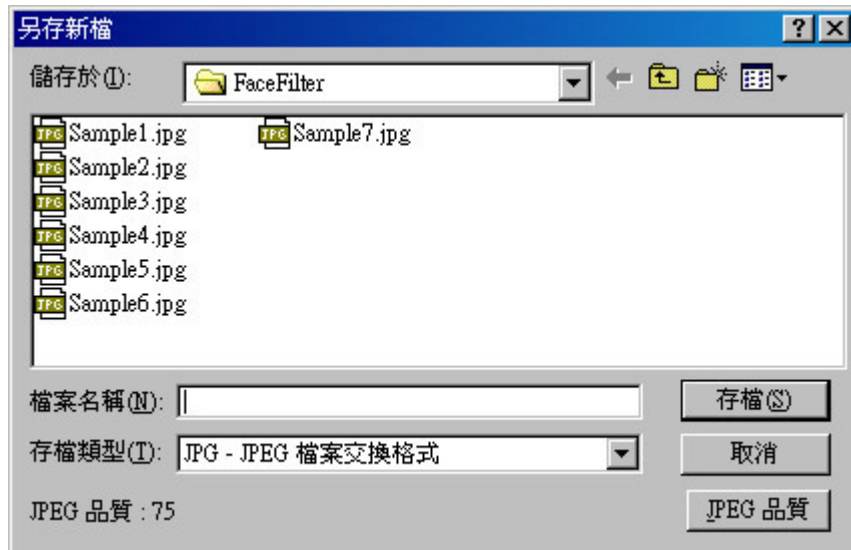 另存新檔
儲存於(I): FaceFilter
Sample1.jpg Sample7.jpg
Sample2.jpg
Sample3.jpg
Sample4.jpg
Sample5.jpg
Sample6.jpg
檔案名稱(N): 存檔(S)
存檔類型(T): JPG - JPEG 檔案交換格式 取消
JPEG 品質 : 75 JPEG 品質